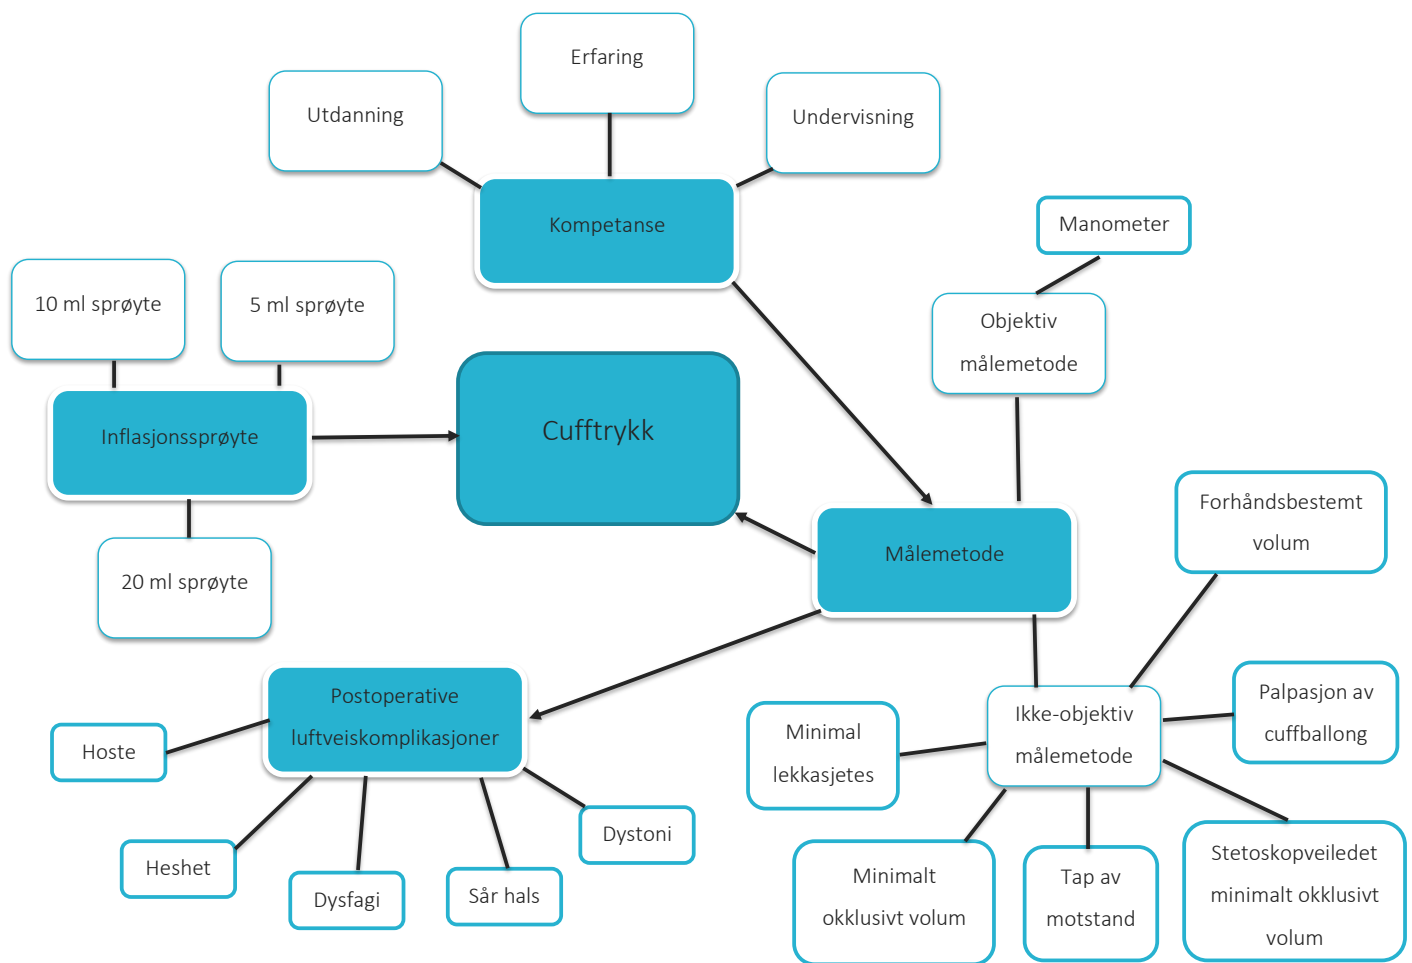 Erfaring
Utdanning
Undervisning
Kompetanse
Manometer
10 ml sprøyte
5 ml sprøyte
Objektiv
målemetode
Inflasjonssprøyte
Cufftrykk
Forhåndsbestemt
volum
Målemetode
20 ml sprøyte
Postoperative
luftveiskomplikasjoner
Ikke-objektiv
målemetode
Palpasjon av
cuffballong
Minimal
lekkasjetes
Hoste
Dystoni
Heshet
Dysfagi
Sår hals
Minimalt
okklusivt volum
Tap av
motstand
Stetoskopveiledet
minimalt okklusivt
volum